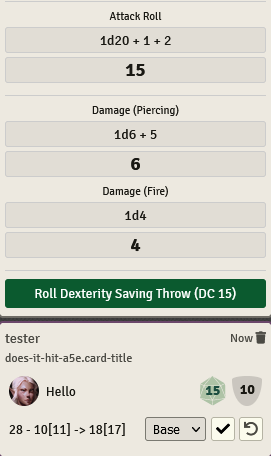 Attack Roll
1d20 + 1 + 2
15
Damage (Piercing)
1d6 + 5
6
Damage (Fire)
1d4
4
Roll Dexterity Saving Throw (DC 15)
tester Now
does-it-hit-a5e.card-title
Hello 15 10
28 - 10[11] -> 18[17] Base